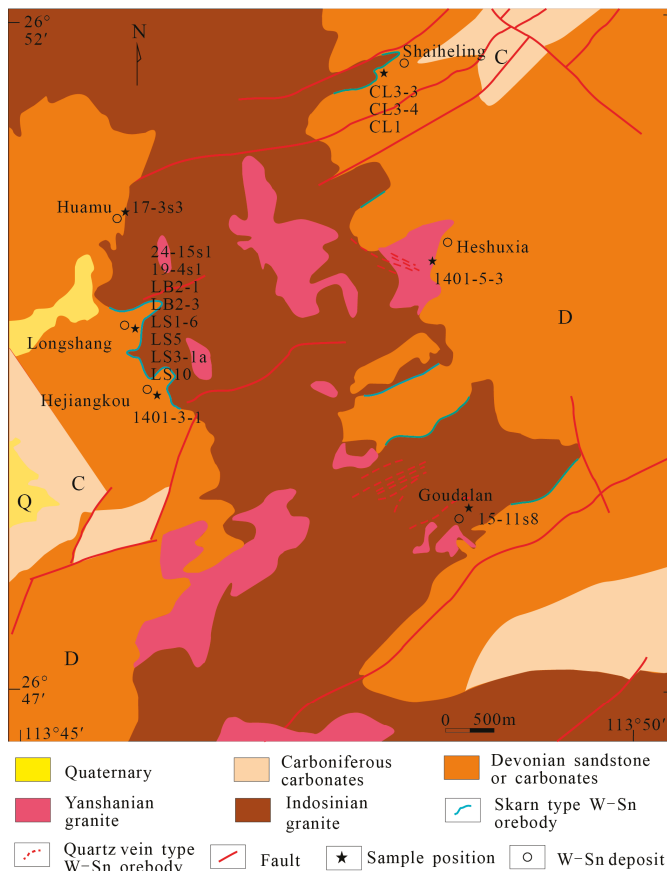 26°
52′
N
Shaiheling
C
CL3-3
CL3-4
CL1
Huamu
17-3s3
Heshuxia
1401-5-3
24-15s1
19-4s1
LB2-1
LB2-3
LS1-6
LS5
LS3-1a
LS10
D
Longshang
Hejiangkou
1401-3-1
Q
C
Goudalan
15-11s8
D
26°
47′
0 500m
113°45′
113°50′
Quaternary
Carboniferous
carbonates
Devonian sandstone
or carbonates
Yanshanian
granite
Indosinian
granite
Skarn type W-Sn
orebody
Quartz vein type
W-Sn orebody
Fault
Sample position
W-Sn deposit